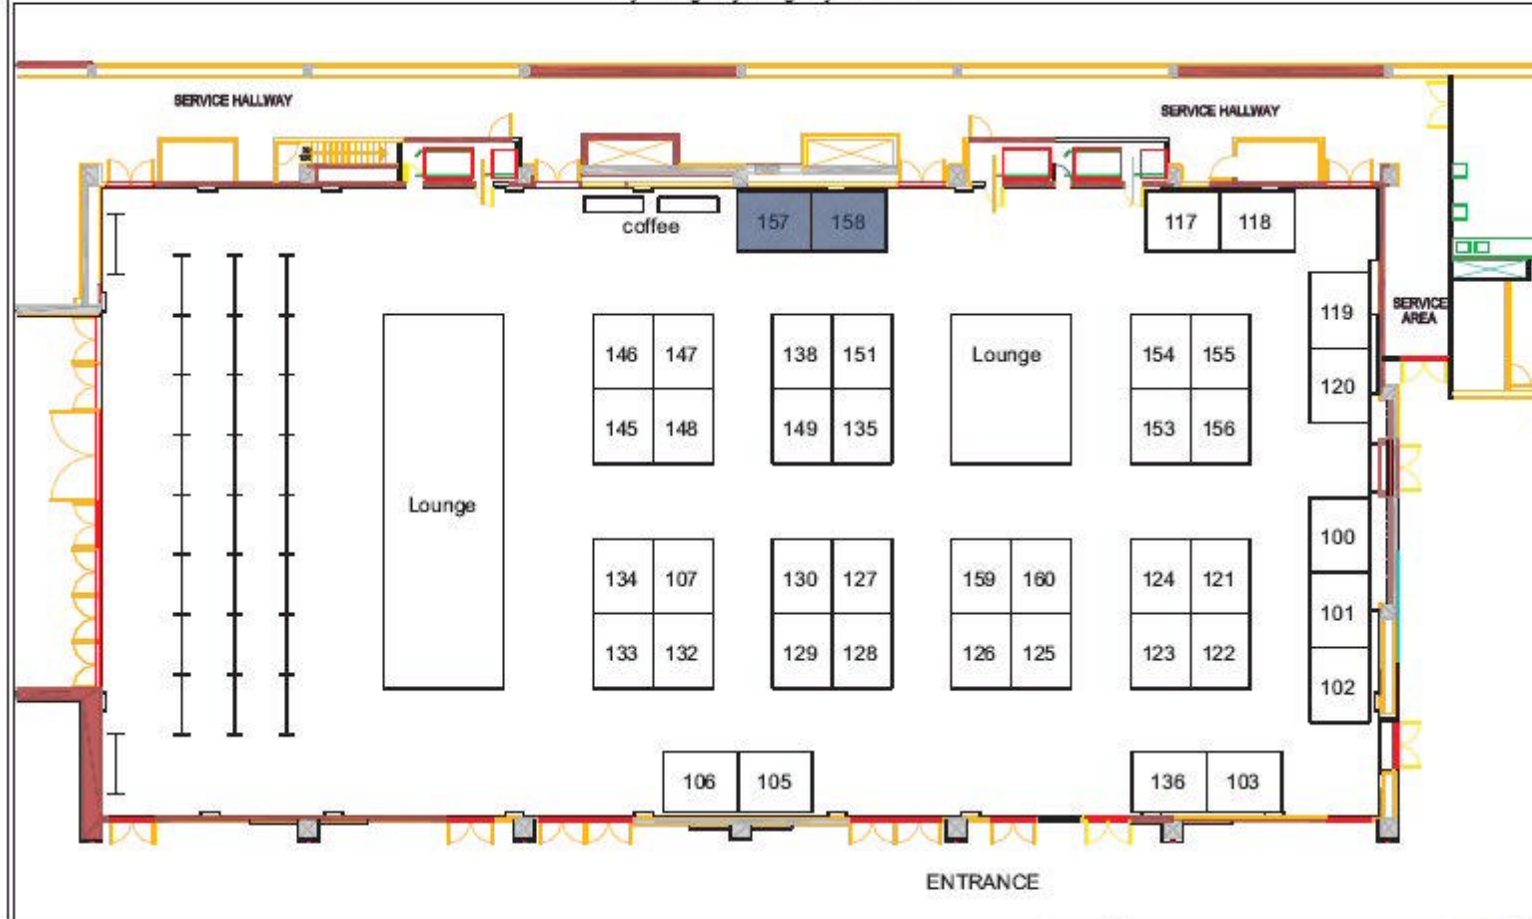 SERVICE HALLWAY
SERVICE HALLWAY
coffee
157 158
117 118
119
SERVICE
AREA
146 147 138 151 Lounge 154 155
120
145 148 149 135 153 156
Lounge
100
134 107 130 127 159 160 124 121
101
133 132 129 128 126 125 123 122
102
106 105 136 103
ENTRANCE